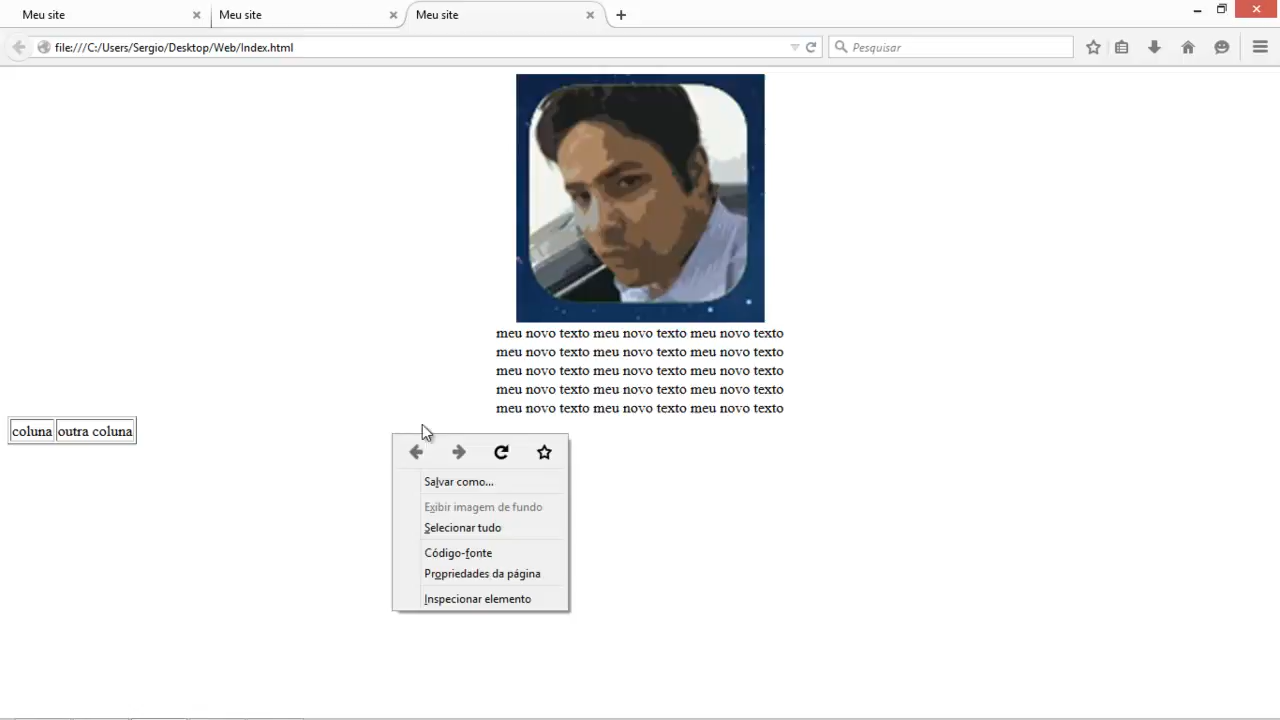 Meu site
Meu site
Meu site
file:///C:/Users/Sergio/Desktop/Web/Index.html
Pesquisar
meu novo texto meu novo texto meu novo texto
meu novo texto meu novo texto meu novo texto
meu novo texto meu novo texto meu novo texto
meu novo texto meu novo texto meu novo texto
meu novo texto meu novo texto meu novo texto
coluna outra coluna
Salvar como...
Exibir imagem de fundo
Selecionar tudo
Código-fonte
Propriedades da página
Inspecionar elemento